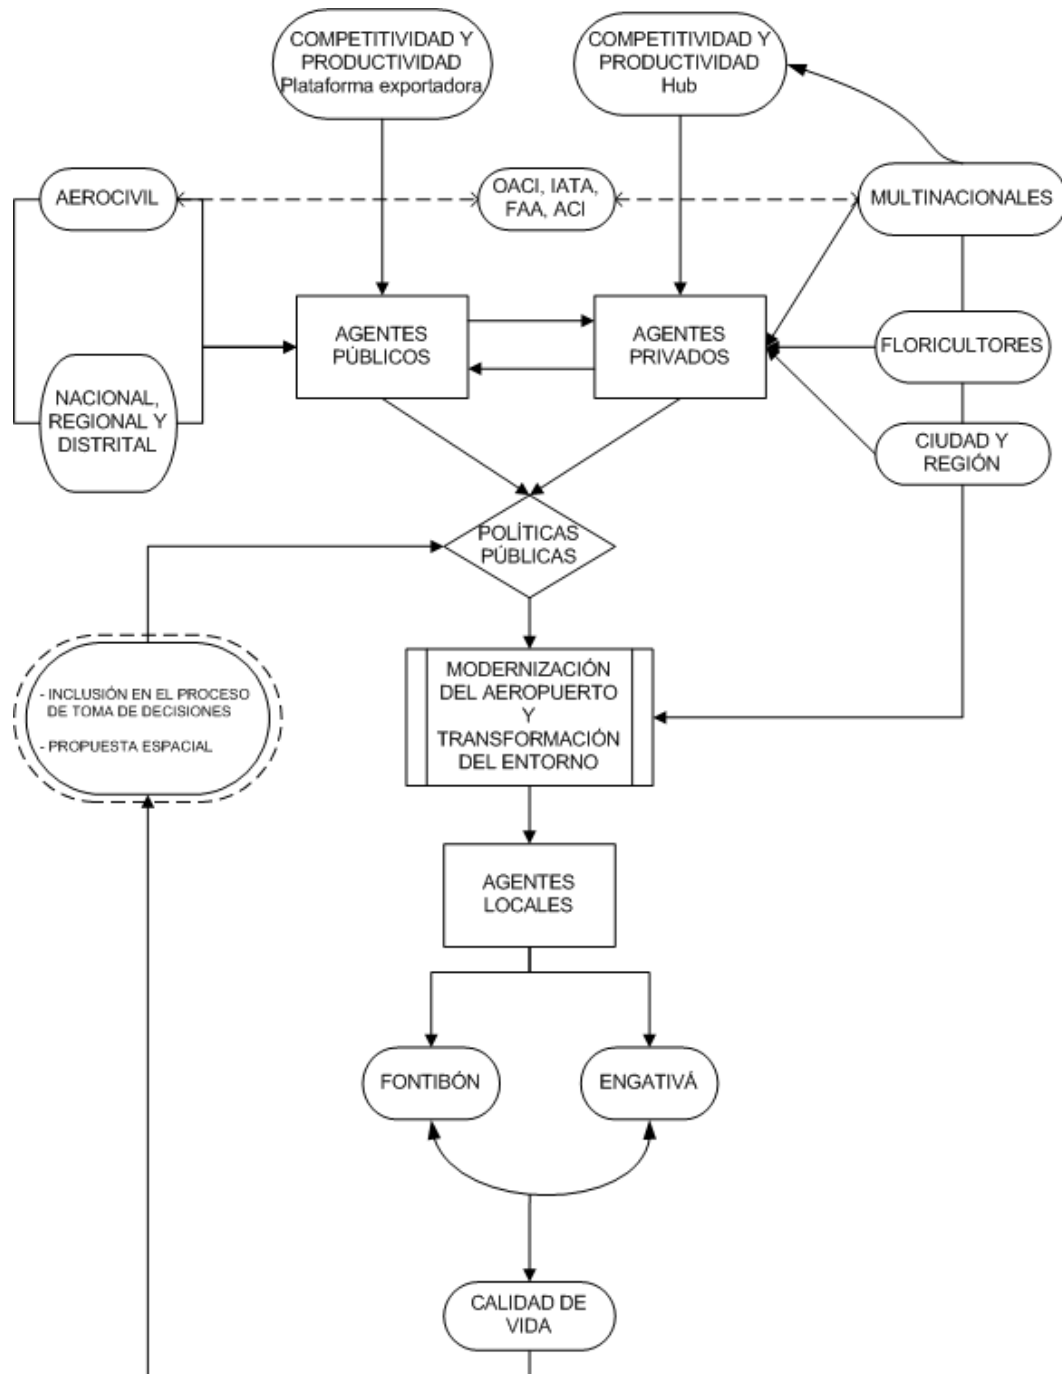 COMPETITIVIDAD Y
PRODUCTIVIDAD
Plataforma exportadora
COMPETITIVIDAD Y
PRODUCTIVIDAD
Hub
AEROCIVIL
OACI, IATA,
FAA, ACI
MULTINACIONALES
AGENTES
PÚBLICOS
AGENTES
PRIVADOS
FLORICULTORES
NACIONAL,
REGIONAL Y
DISTRITAL
CIUDAD Y
REGIÓN
POLÍTICAS
PÚBLICAS
MODERNIZACIÓN
DEL AEROPUERTO
Y
TRANSFORMACIÓN
DEL ENTORNO
- INCLUSIÓN EN EL PROCESO
DE TOMA DE DECISIONES
- PROPUESTA ESPACIAL
AGENTES
LOCALES
FONTIBÓN
ENGATIVÁ
CALIDAD DE
VIDA